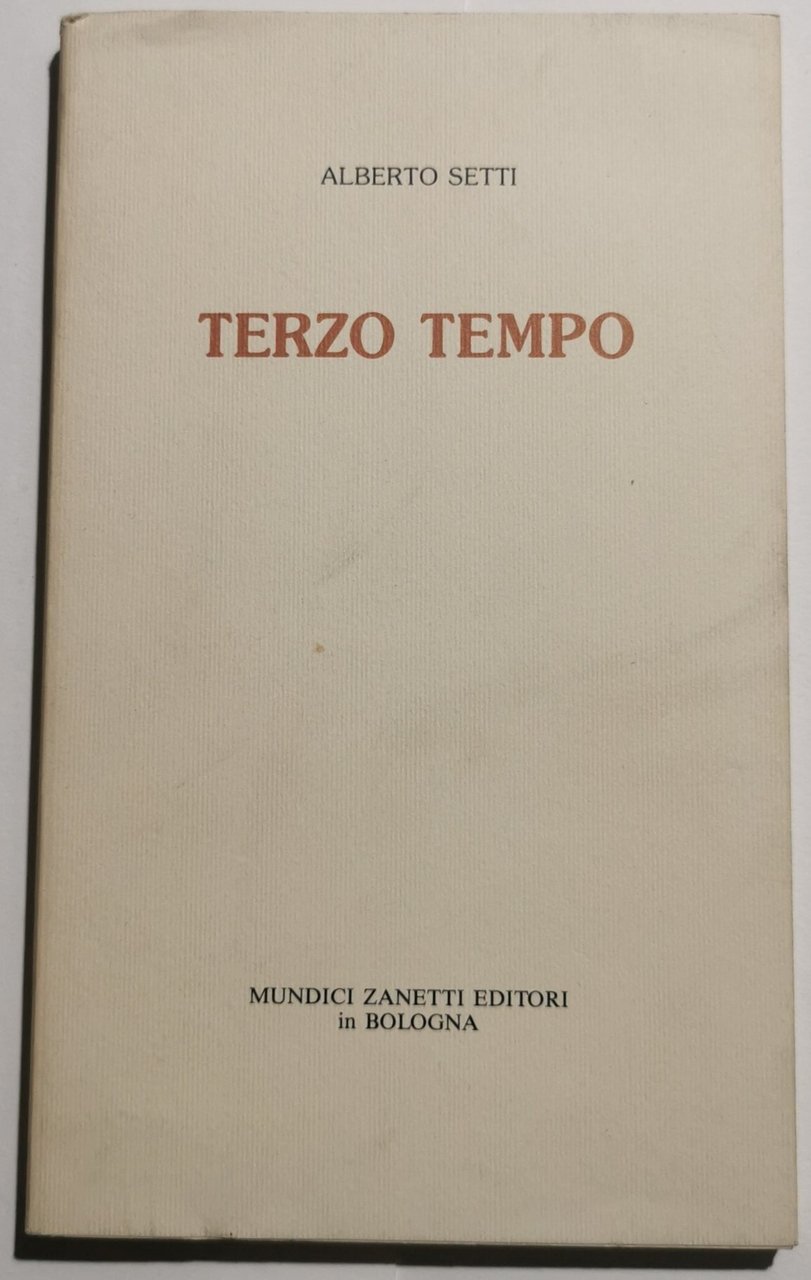 ALBERTO SETTI
TERZO TEMPO
MUNDICI ZANETTI EDITORI
in BOLOGNA